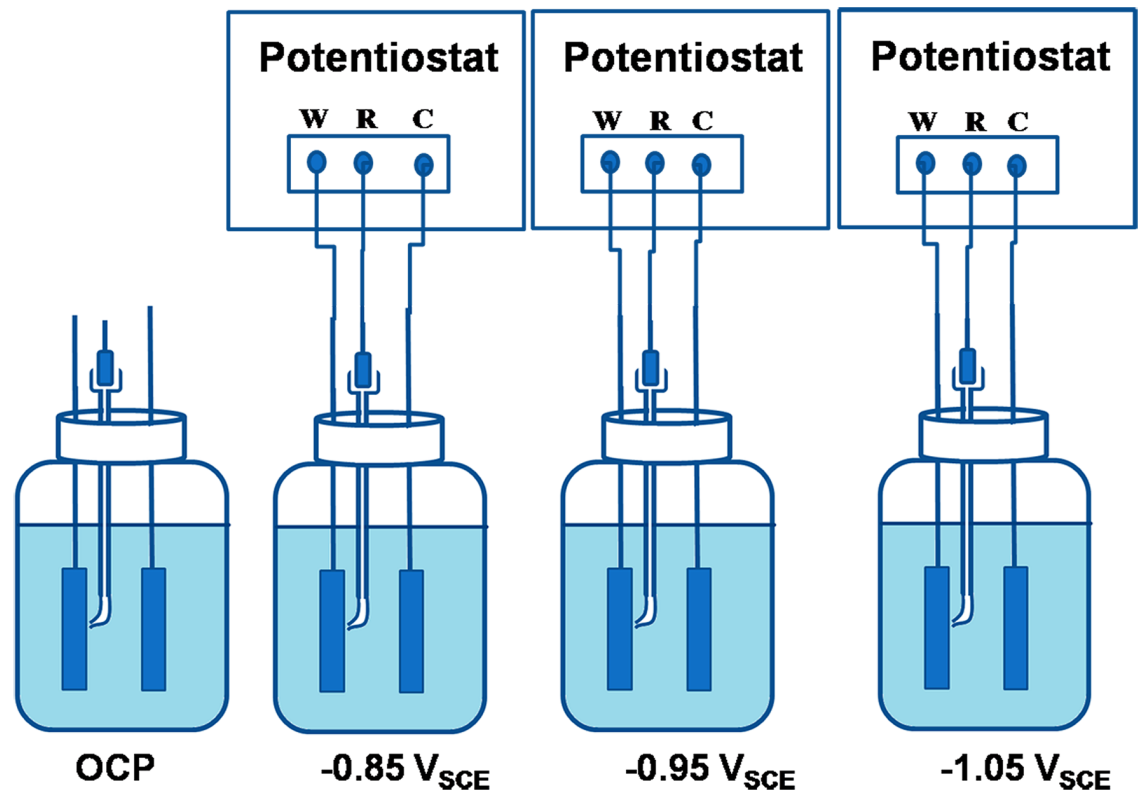 Potentiostat
W R C
Potentiostat
W R C
Potentiostat
W R C
OCP
-0.85 VSCE
-0.95 VSCE
-1.05 VSCE